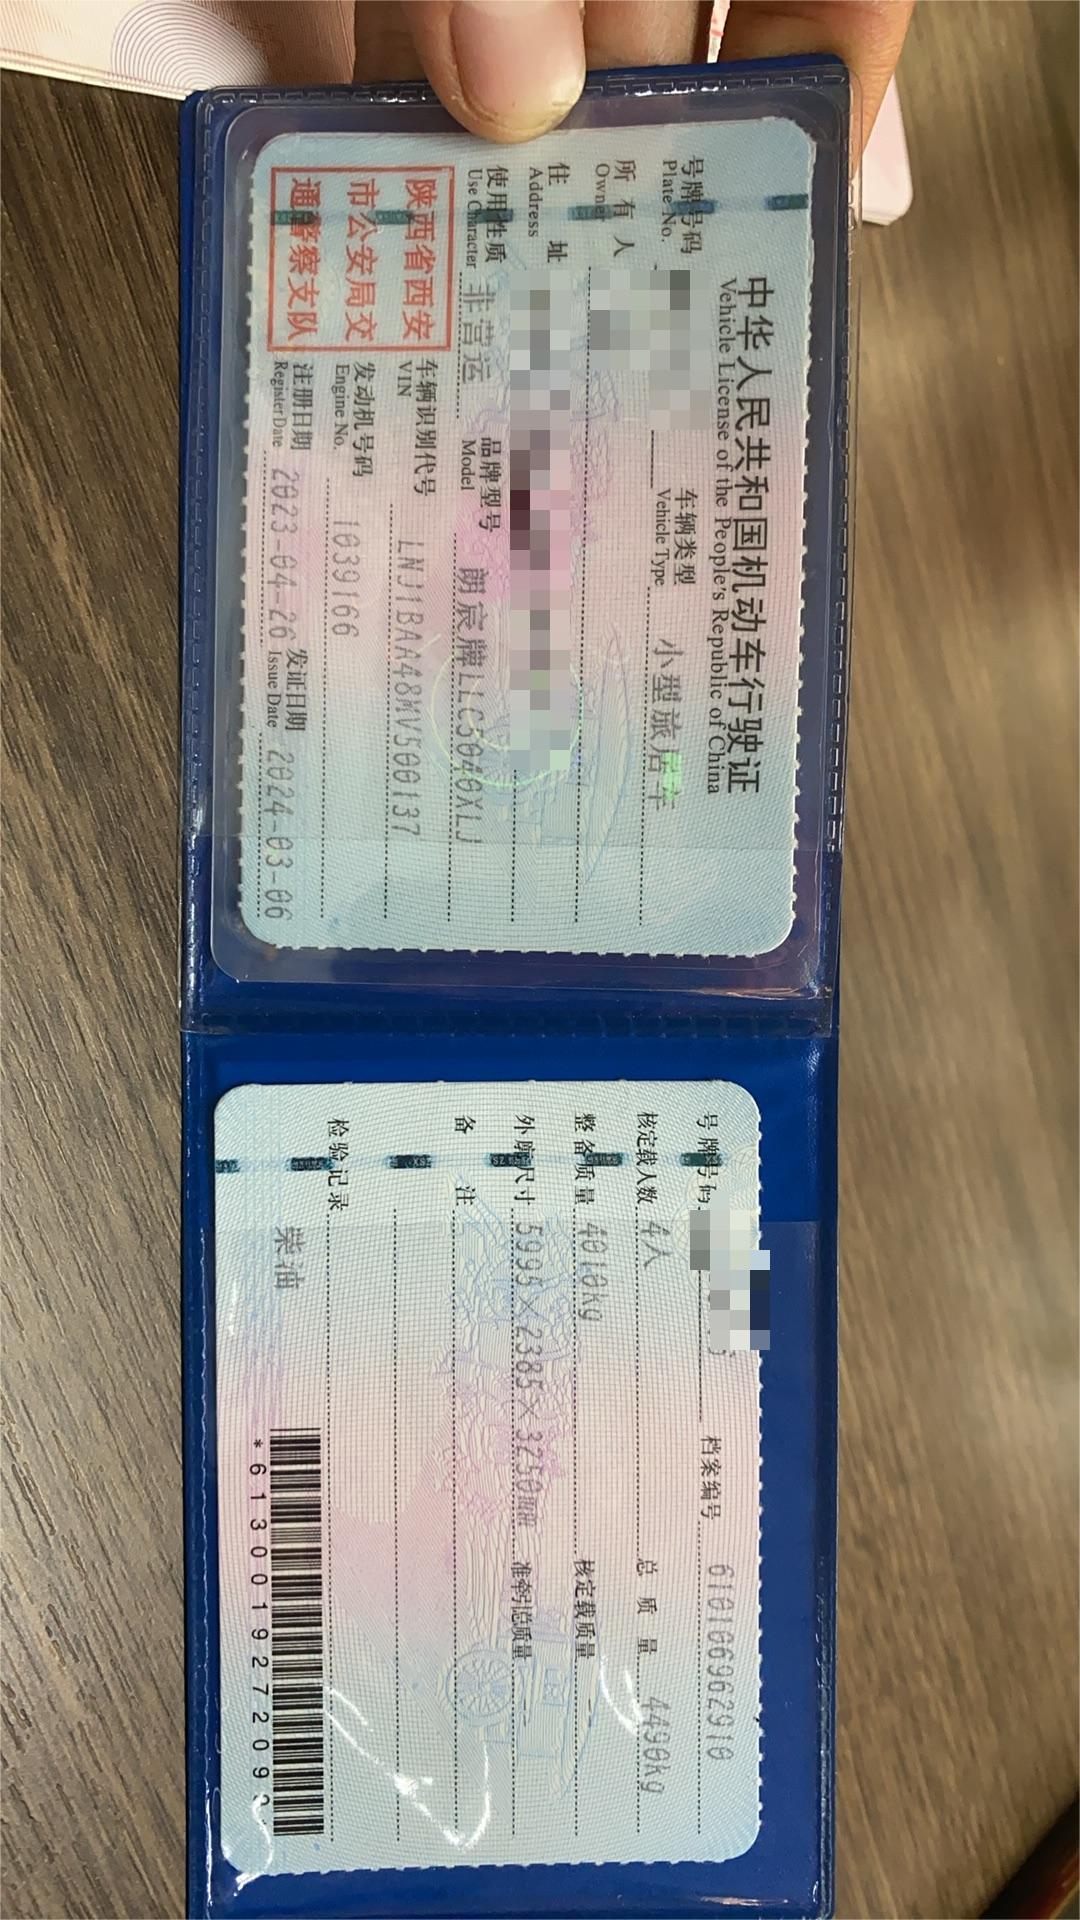 中华人民共和国机动车行驶证
Vehicle License of the People's Republic of China
号牌号码 车辆类型 小型旅居车
Plate No. Vehicle Type
所有人
Owner
住址
Address
使用性质 非营运 品牌型号 朗宸牌LLC5040XLJ
Use Character Model
陕西省西安
市公安局交
通警察支队
车辆识别代号 LNJ1BAA48MV500137
VIN
发动机号码 1039166
Engine No.
注册日期 2023-04-26 发证日期 2024-03-06
Register Date Issue Date
号牌号码 档案编号 610106962910
核定载人数 4人 总质量 4490kg
整备质量 4010kg 核定载质量
外廓尺寸 5995×2385×3250mm 准牵引总质量
备注
检验记录
柴油
*613001927209